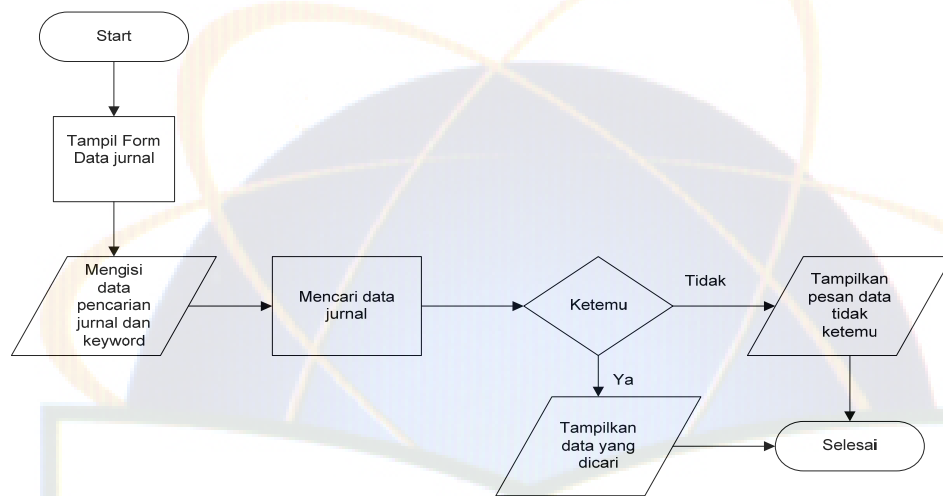 Start
Tampil Form
Data jurnal
Mengisi
data
pencarian
jurnal dan
keyword
Mencari data
jurnal
Ketemu
Tidak
Tampilkan
pesan data
tidak
ketemu
Ya
Tampilkan
data yang
dicari
Selesai